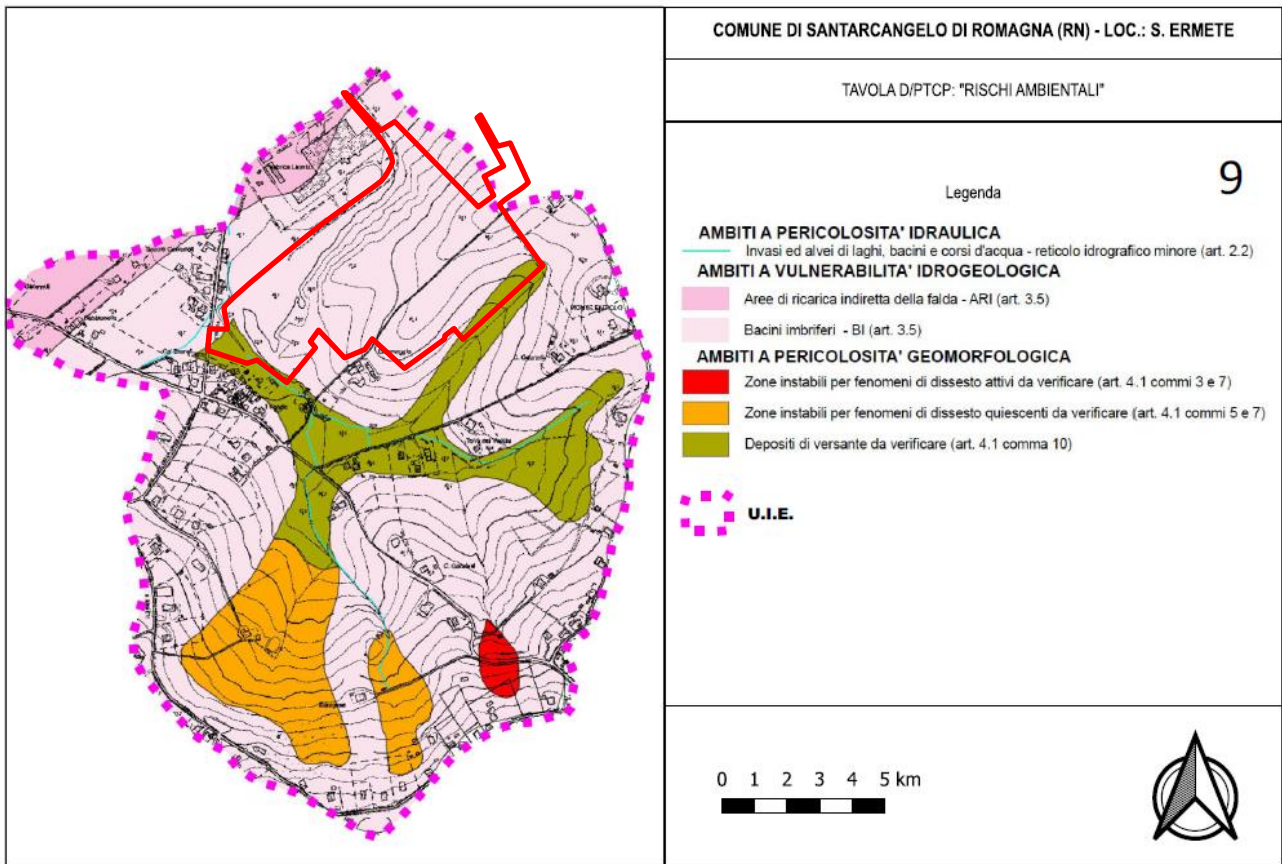 COMUNE DI SANTARCANGELO DI ROMAGNA (RN) - LOC.: S. ERMETE
TAVOLA D/PTCP: "RISCHI AMBIENTALI"
9
Legenda
AMBITI A PERICOLOSITA' IDRAULICA
Invasi ed alvei di laghi, bacini e corsi d'acqua - reticolo idrografico minore (art. 2.2)
AMBITI A VULNERABILITA' IDROGEOLOGICA
Aree di ricarica indiretta della falda - ARI (art. 3.5)
Bacini imbriferi - BI (art. 3.5)
AMBITI A PERICOLOSITA' GEOMORFOLOGICA
Zone instabili per fenomeni di dissesto attivi da verificare (art. 4.1 commi 3 e 7)
Zone instabili per fenomeni di dissesto quiescenti da verificare (art. 4.1 commi 5 e 7)
Depositi di versante da verificare (art. 4.1 comma 10)
U.I.E.
0 1 2 3 4 5 km